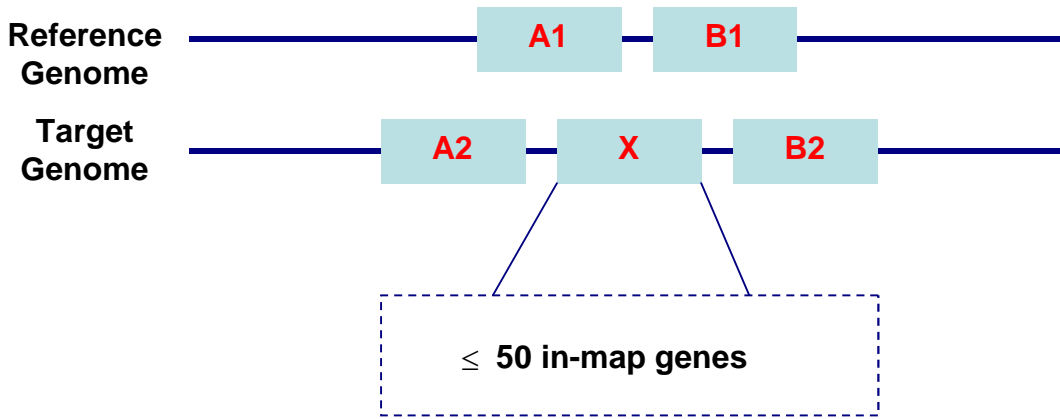 Reference
Genome
A1
B1
Target
Genome
A2
X
B2
≤ 50 in-map genes